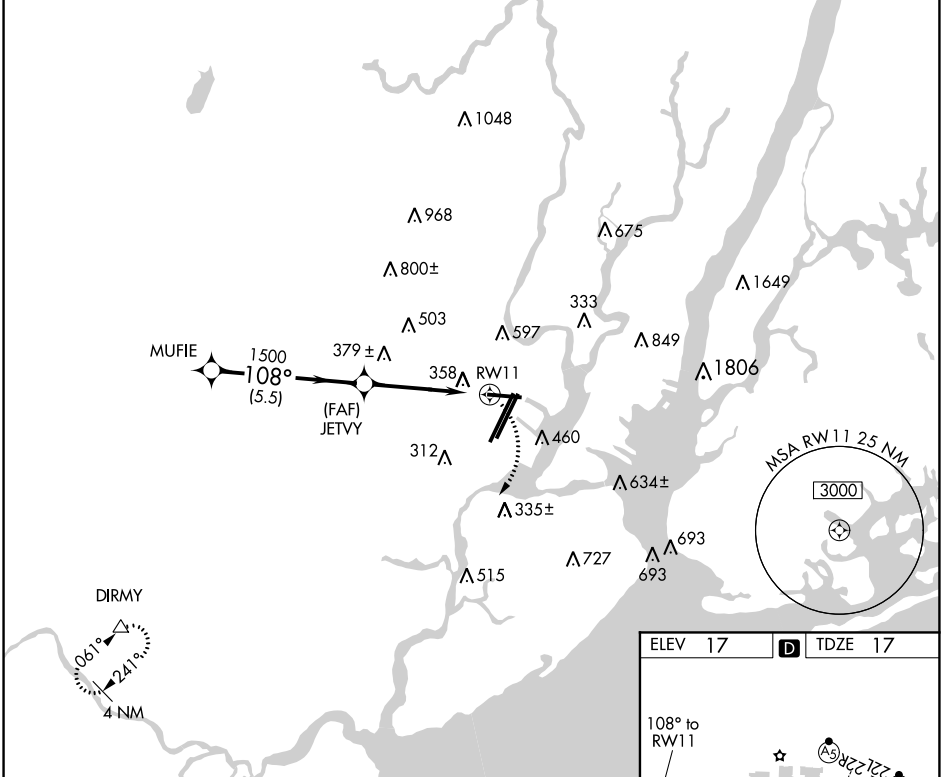 1048
968
675
800±
1649
333
503
597
849
MUFIE
1500
108°
(5.5)
379 ±
358
RW11
1806
(FAF)
JETVY
312
460
MSA RW11 25 NM
634±
3000
335±
693
727
693
515
DIRMY
061°
241°
4 NM
ELEV 17
D
TDZE 17
108° to
RW11
A5
22L22R